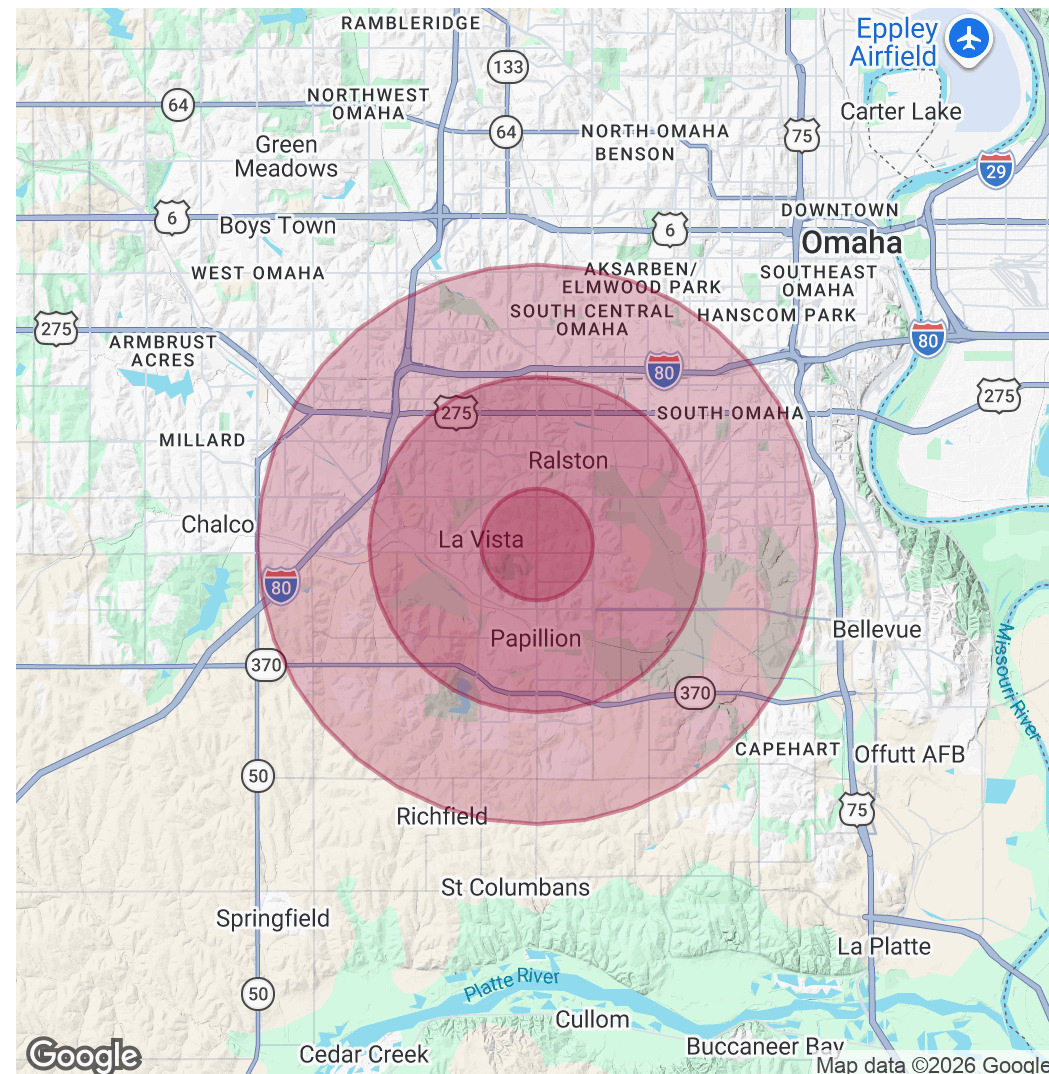 RAMBLERIDGE
Eppley
Airfield
133
64
NORTHWEST
OMAHA
Carter Lake
64
NORTH OMAHA
75
Green
Meadows
BENSON
29
6
Boys Town
6
DOWNTOWN
Omaha
WEST OMAHA
AKSARBEN/
ELMWOOD PARK
SOUTHEAST
OMAHA
SOUTH CENTRAL
OMAHA
HANSCOM PARK
275
ARMBRUST
ACRES
80
80
275
275
SOUTH OMAHA
MILLARD
Ralston
Chalco
La Vista
80
Bellevue
Papillion
Missouri River
370
370
CAPEHART
Offutt AFB
50
75
Richfield
St Columbans
Springfield
La Platte
Platte River
50
Cullom
Buccaneer Bay
Cedar Creek
Google
Map data ©2026 Google